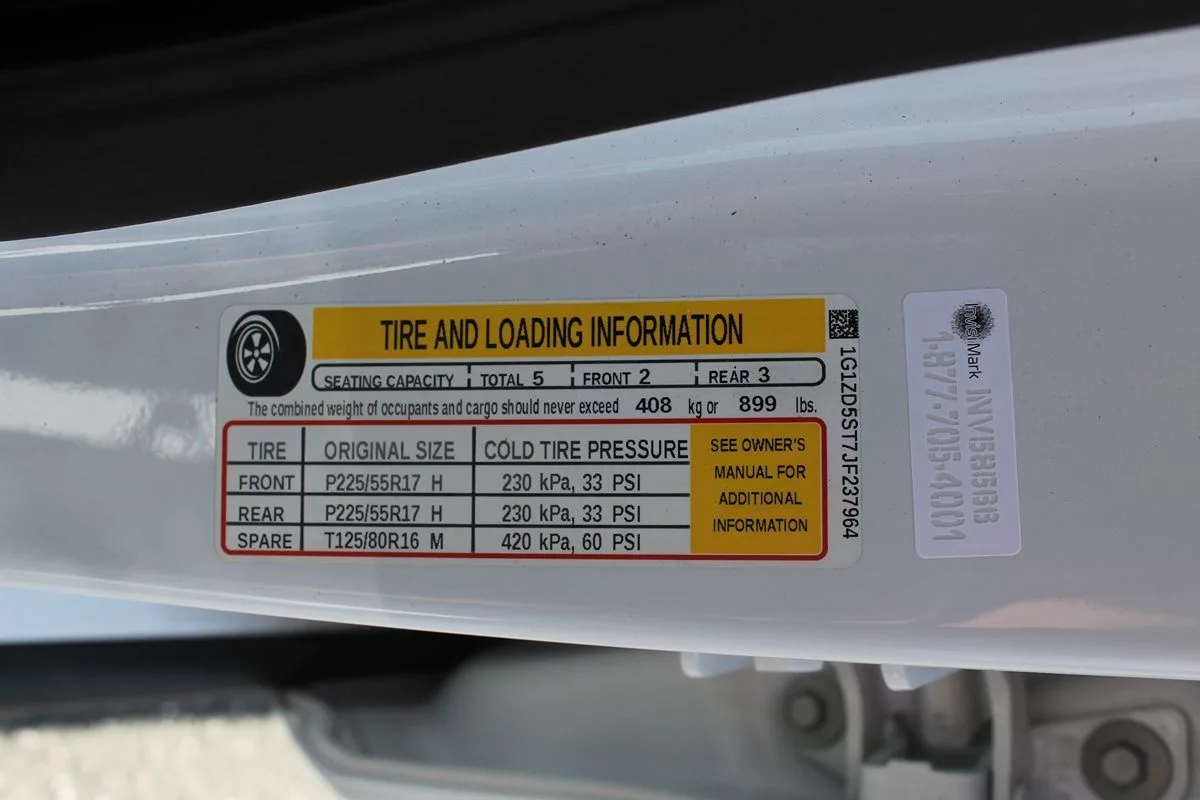 TIRE AND LOADING INFORMATION
SEATING CAPACITY TOTAL 5 FRONT 2 REAR 3
The combined weight of occupants and cargo should never exceed 408 kg or 899 lbs.
TIRE ORIGINAL SIZE COLD TIRE PRESSURE
FRONT P225/55R17 H 230 kPa, 33 PSI
REAR P225/55R17 H 230 kPa, 33 PSI
SPARE T125/80R16 M 420 kPa, 60 PSI
SEE OWNER'S
MANUAL FOR
ADDITIONAL
INFORMATION
1G1ZD5ST7JF237964
InvisiMark
1·877·705·4001